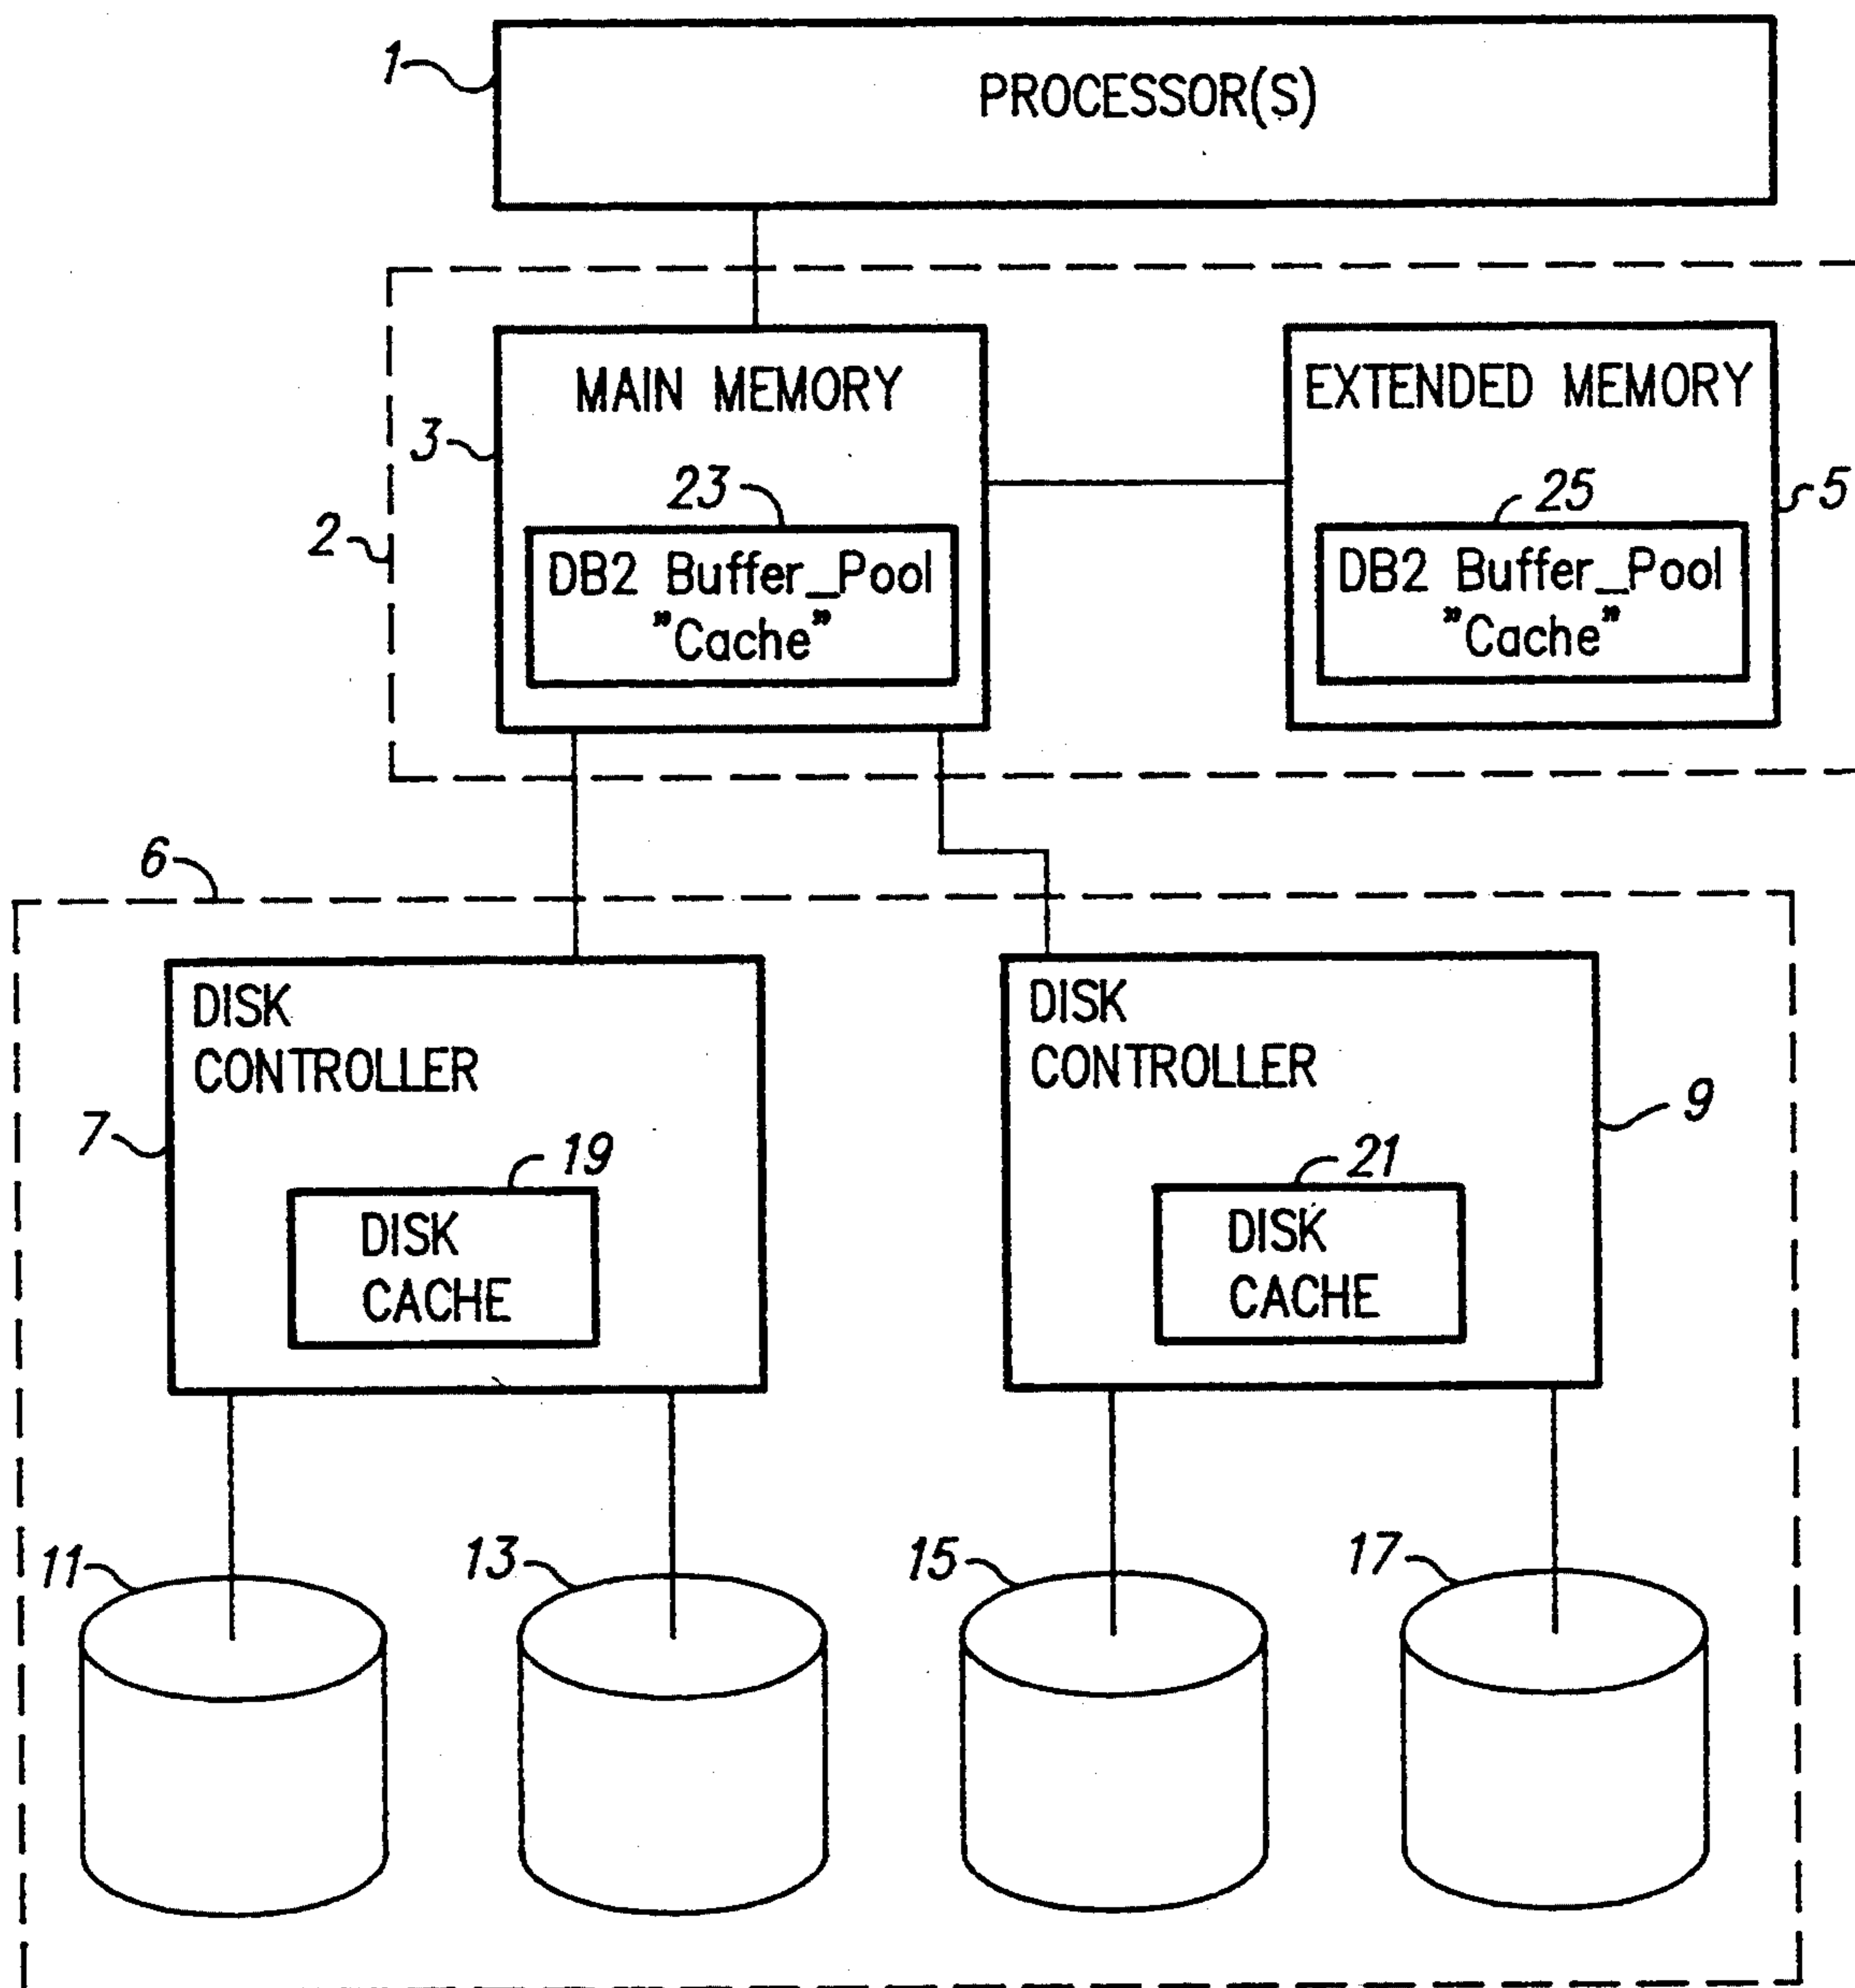 1
PROCESSOR(S)
MAIN MEMORY
EXTENDED MEMORY
3
23
25
5
2
DB2 Buffer_Pool
"Cache"
DB2 Buffer_Pool
"Cache"
6
DISK
CONTROLLER
DISK
CONTROLLER
7
9
19
21
DISK
CACHE
DISK
CACHE
11
13
15
17